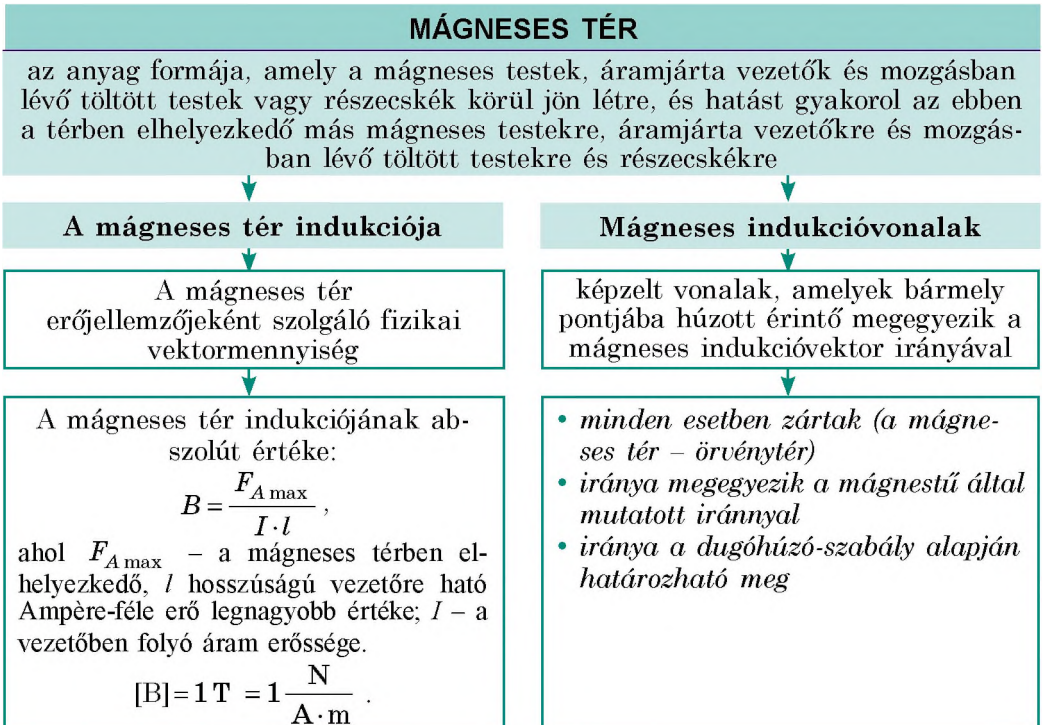 MÁGNESES TÉR
az anyag formája, amely a mágneses testek, áramjárta vezetők és mozgásban
lévő töltött testek vagy részecskék körül jön létre, és hatást gyakorol az ebben
a térben elhelyezkedő más mágneses testekre, áramjárta vezetőkre és mozgás-
ban lévő töltött testekre és részecskékre
A mágneses tér indukciója
A mágneses tér
erőjellemzőjeként szolgáló fizikai
vektormennyiség
A mágneses tér indukciójának ab-
szolút értéke:
B = F_{A max} / (I · l) ,
ahol F_{A max} – a mágneses térben el-
helyezkedő, l hosszúságú vezetőre ható
Ampère-féle erő legnagyobb értéke; I – a
vezetőben folyó áram erőssége.
[B] = 1 T = 1 N / (A · m) .
Mágneses indukcióvonalak
képzelt vonalak, amelyek bármely
pontjába húzott érintő megegyezik a
mágneses indukcióvektor irányával
• minden esetben zártak (a mágne-
ses tér – örvénytér)
• iránya megegyezik a mágnestű által
mutatott iránnyal
• iránya a dugóhúzó-szabály alapján
határozható meg